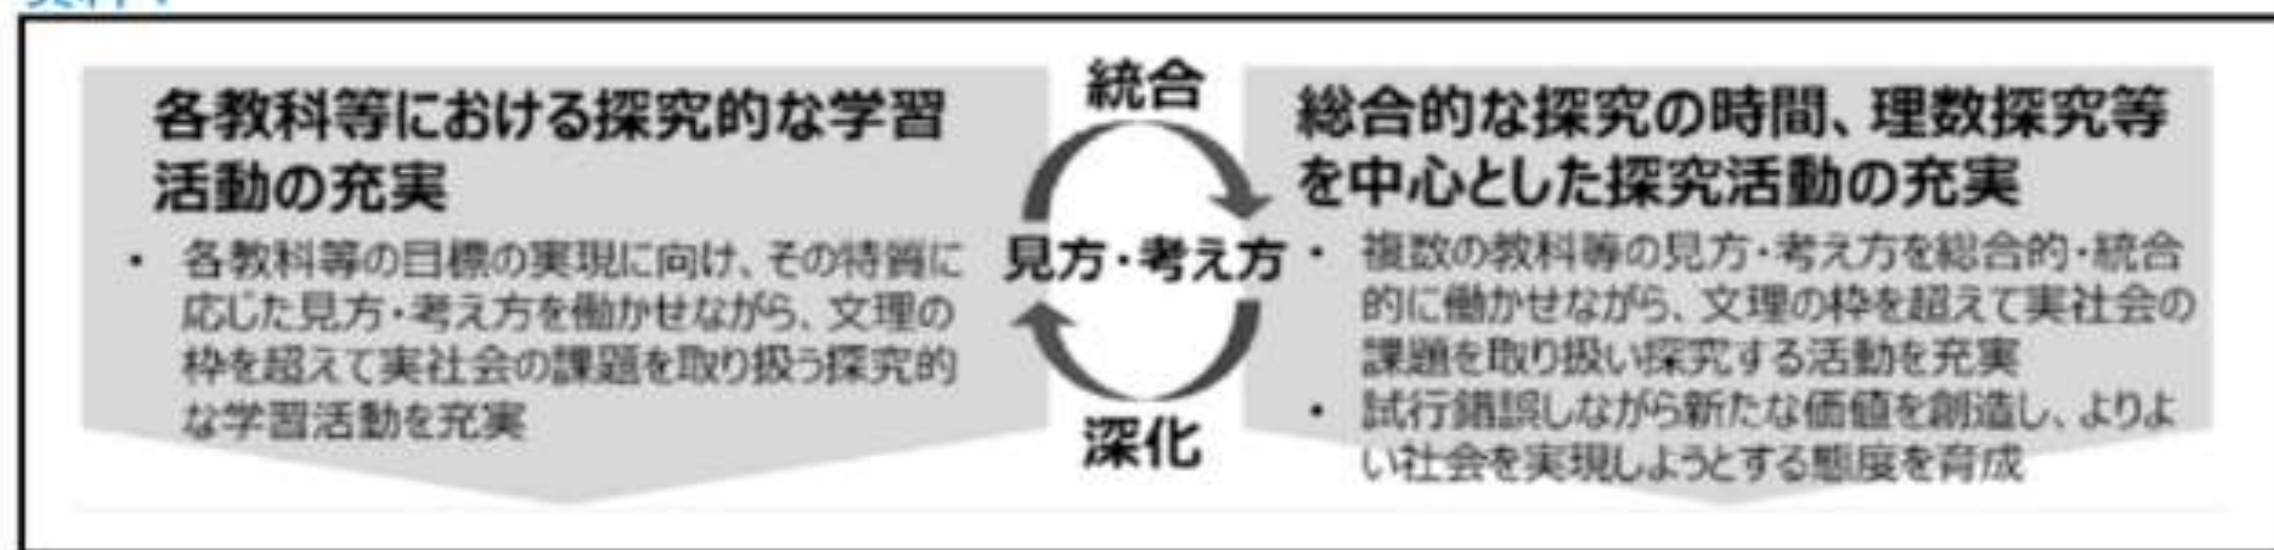 各教科等における探究的な学習
活動の充実
・ 各教科等の目標の実現に向け、その特質に
応じた見方・考え方を働かせながら、文理の
枠を超えて実社会の課題を取り扱う探究的
な学習活動を充実
統合
見方・考え方
深化
総合的な探究の時間、理数探究等
を中心とした探究活動の充実
・ 複数の教科等の見方・考え方を総合的・統合
的に働かせながら、文理の枠を超えて実社会の
課題を取り扱い探究する活動を充実
・ 試行錯誤しながら新たな価値を創造し、よりよ
い社会を実現しようとする態度を育成